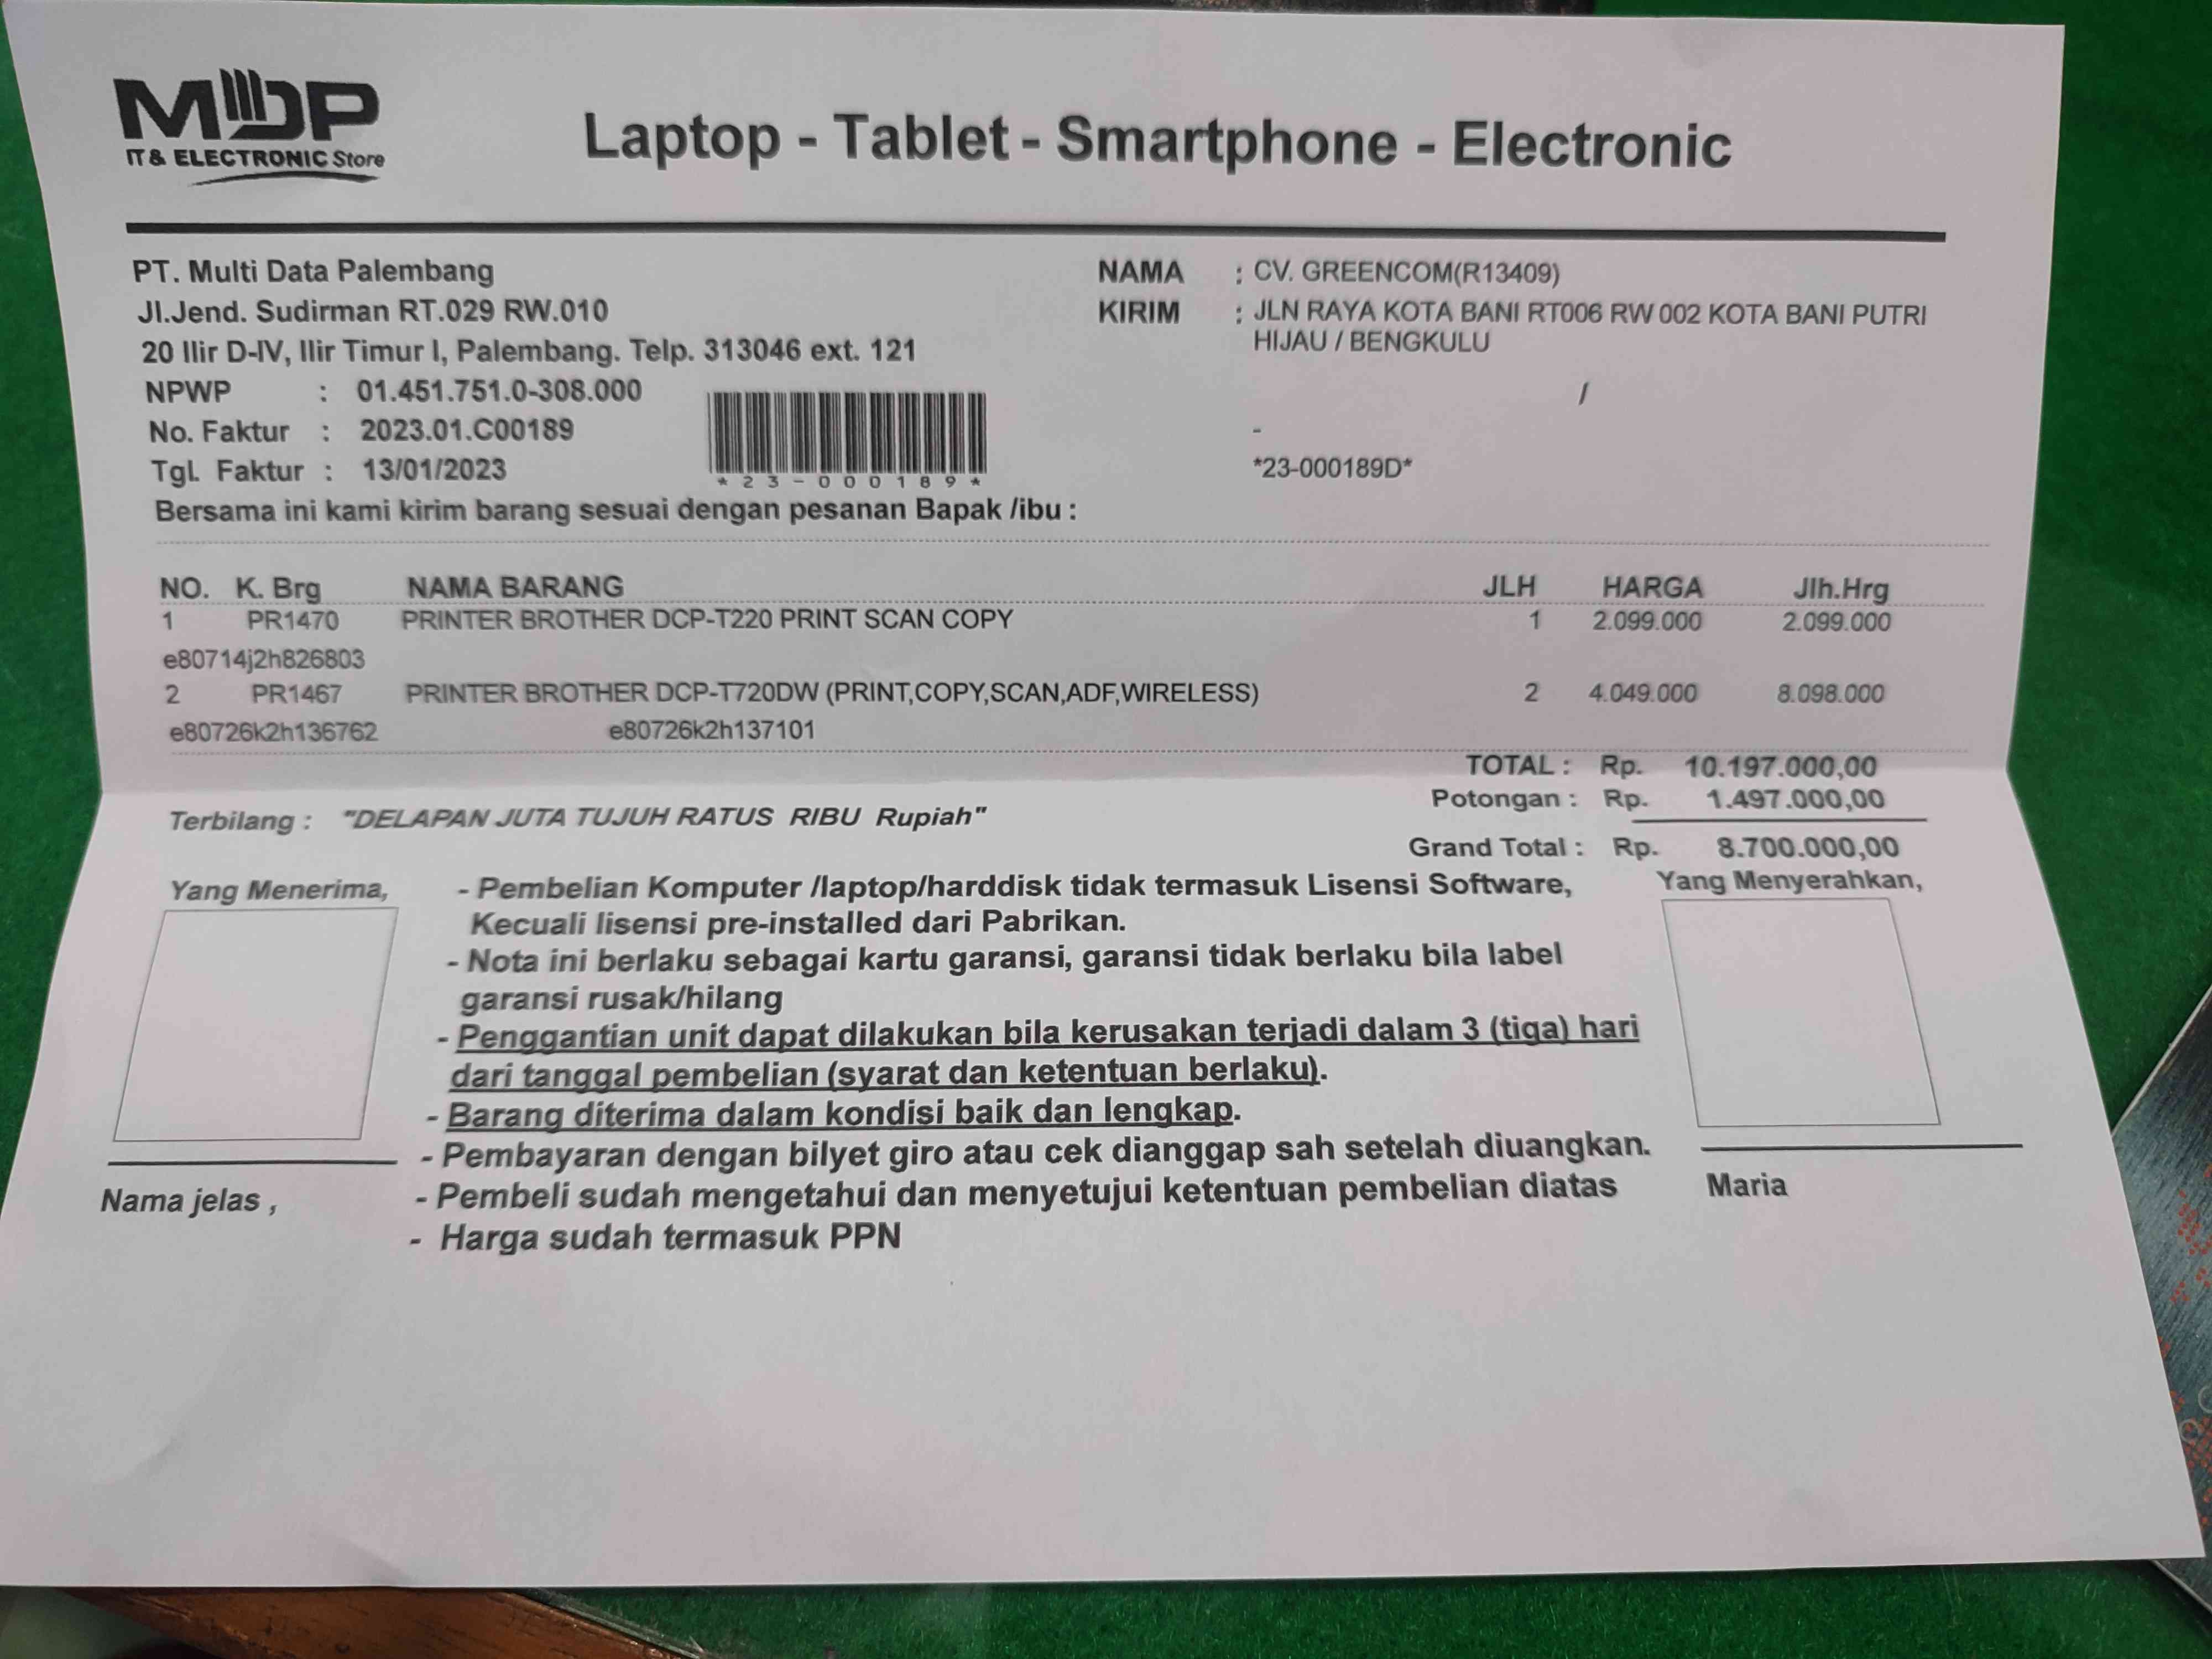 MDP
IT & ELECTRONIC Store
Laptop - Tablet - Smartphone - Electronic
PT. Multi Data Palembang
Jl.Jend. Sudirman RT.029 RW.010
20 Ilir D-IV, Ilir Timur I, Palembang. Telp. 313046 ext. 121
NPWP : 01.451.751.0-308.000
No. Faktur : 2023.01.C00189
Tgl. Faktur : 13/01/2023
*23-000189*
NAMA : CV. GREENCOM(R13409)
KIRIM : JLN RAYA KOTA BANI RT006 RW 002 KOTA BANI PUTRI
HIJAU / BENGKULU
/
-
*23-000189D*
Bersama ini kami kirim barang sesuai dengan pesanan Bapak /ibu :
NO. K. Brg NAMA BARANG JLH HARGA Jlh.Hrg
1 PR1470 PRINTER BROTHER DCP-T220 PRINT SCAN COPY 1 2.099.000 2.099.000
e80714j2h826803
2 PR1467 PRINTER BROTHER DCP-T720DW (PRINT,COPY,SCAN,ADF,WIRELESS) 2 4.049.000 8.098.000
e80726k2h136762 e80726k2h137101
TOTAL : Rp. 10.197.000,00
Potongan : Rp. 1.497.000,00
Terbilang : "DELAPAN JUTA TUJUH RATUS RIBU Rupiah"
Grand Total : Rp. 8.700.000,00
Yang Menerima,
- Pembelian Komputer /laptop/harddisk tidak termasuk Lisensi Software,
Kecuali lisensi pre-installed dari Pabrikan.
- Nota ini berlaku sebagai kartu garansi, garansi tidak berlaku bila label
garansi rusak/hilang
- Penggantian unit dapat dilakukan bila kerusakan terjadi dalam 3 (tiga) hari
dari tanggal pembelian (syarat dan ketentuan berlaku).
- Barang diterima dalam kondisi baik dan lengkap.
- Pembayaran dengan bilyet giro atau cek dianggap sah setelah diuangkan.
- Pembeli sudah mengetahui dan menyetujui ketentuan pembelian diatas
- Harga sudah termasuk PPN
Nama jelas ,
Yang Menyerahkan,
Maria